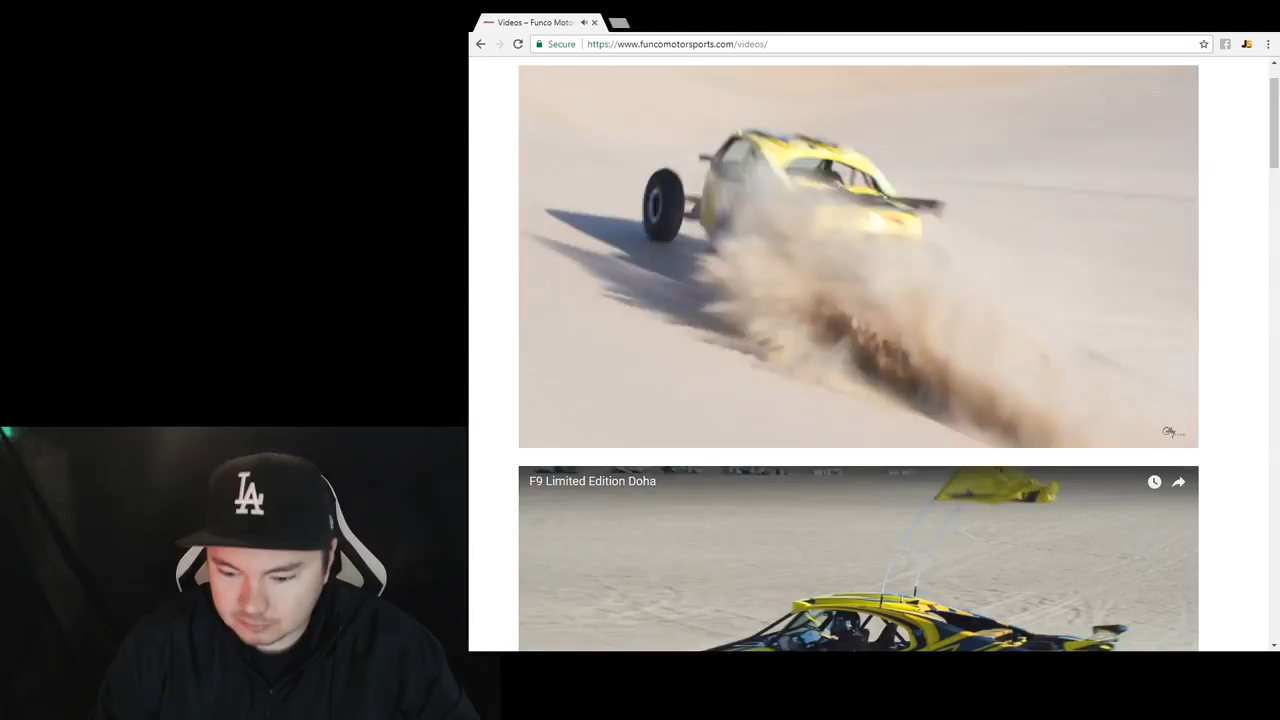 Videos – Funco Moto
Secure
https://www.funcomotorsports.com/videos/
F9 Limited Edition Doha
LA